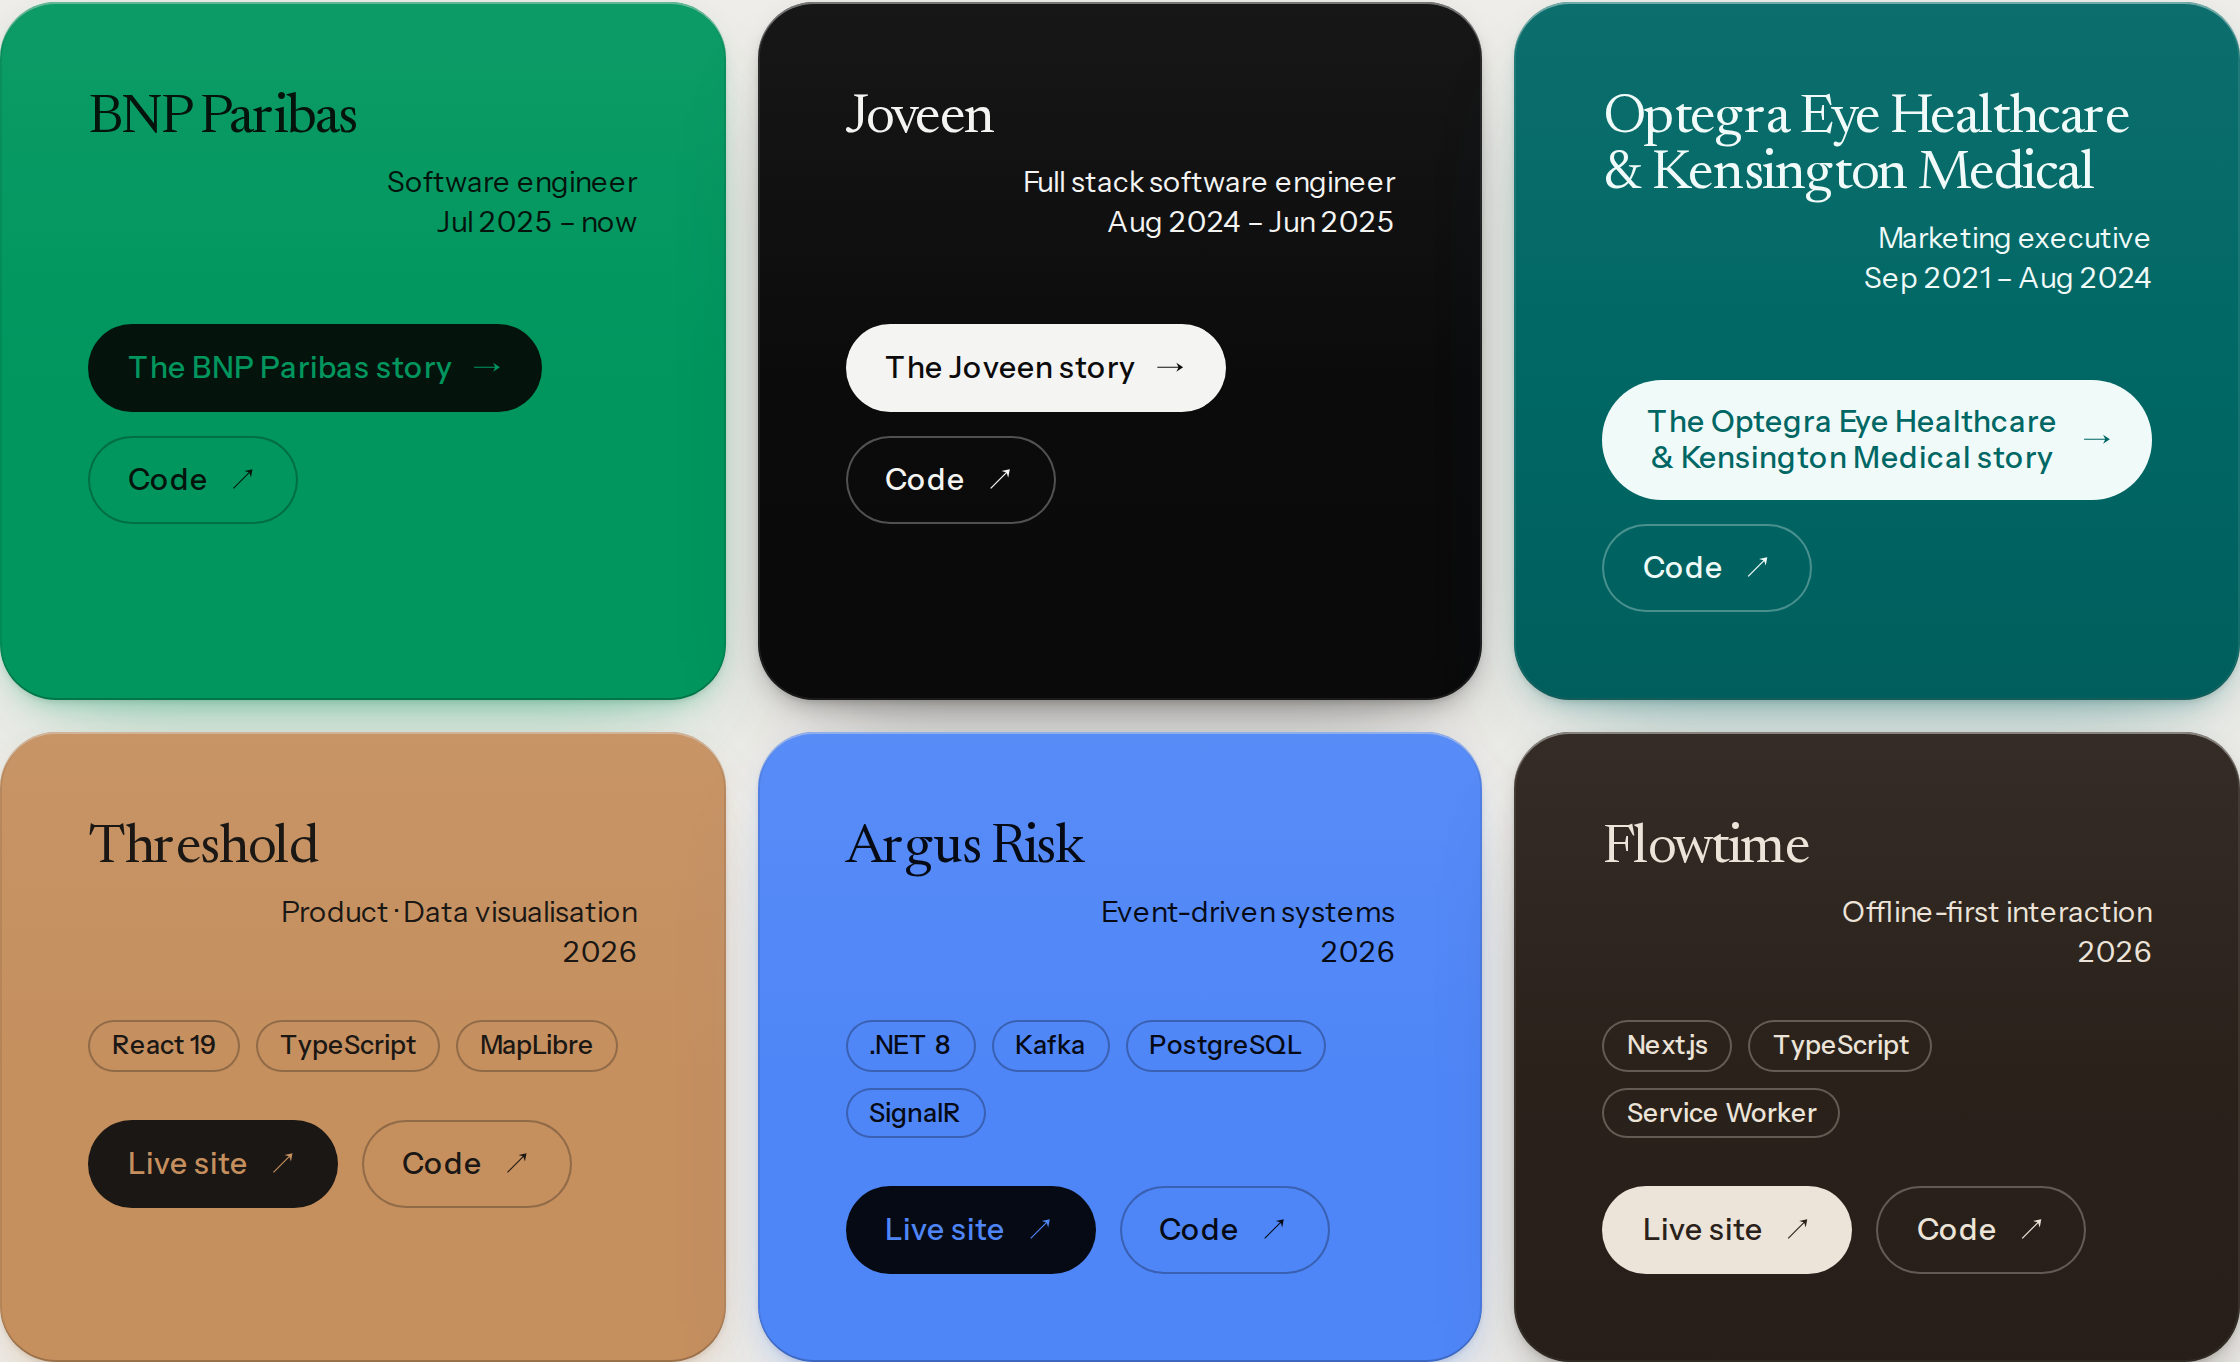 BNP Paribas
Software engineer
Jul 2025 – now
The BNP Paribas story →
Code ↗
Joveen
Full stack software engineer
Aug 2024 – Jun 2025
The Joveen story →
Code ↗
Optegra Eye Healthcare
& Kensington Medical
Marketing executive
Sep 2021 – Aug 2024
The Optegra Eye Healthcare
& Kensington Medical story →
Code ↗
Threshold
Product · Data visualisation
2026
React 19 TypeScript MapLibre
Live site ↗ Code ↗
Argus Risk
Event-driven systems
2026
.NET 8 Kafka PostgreSQL
SignalR
Live site ↗ Code ↗
Flowtime
Offline-first interaction
2026
Next.js TypeScript
Service Worker
Live site ↗ Code ↗